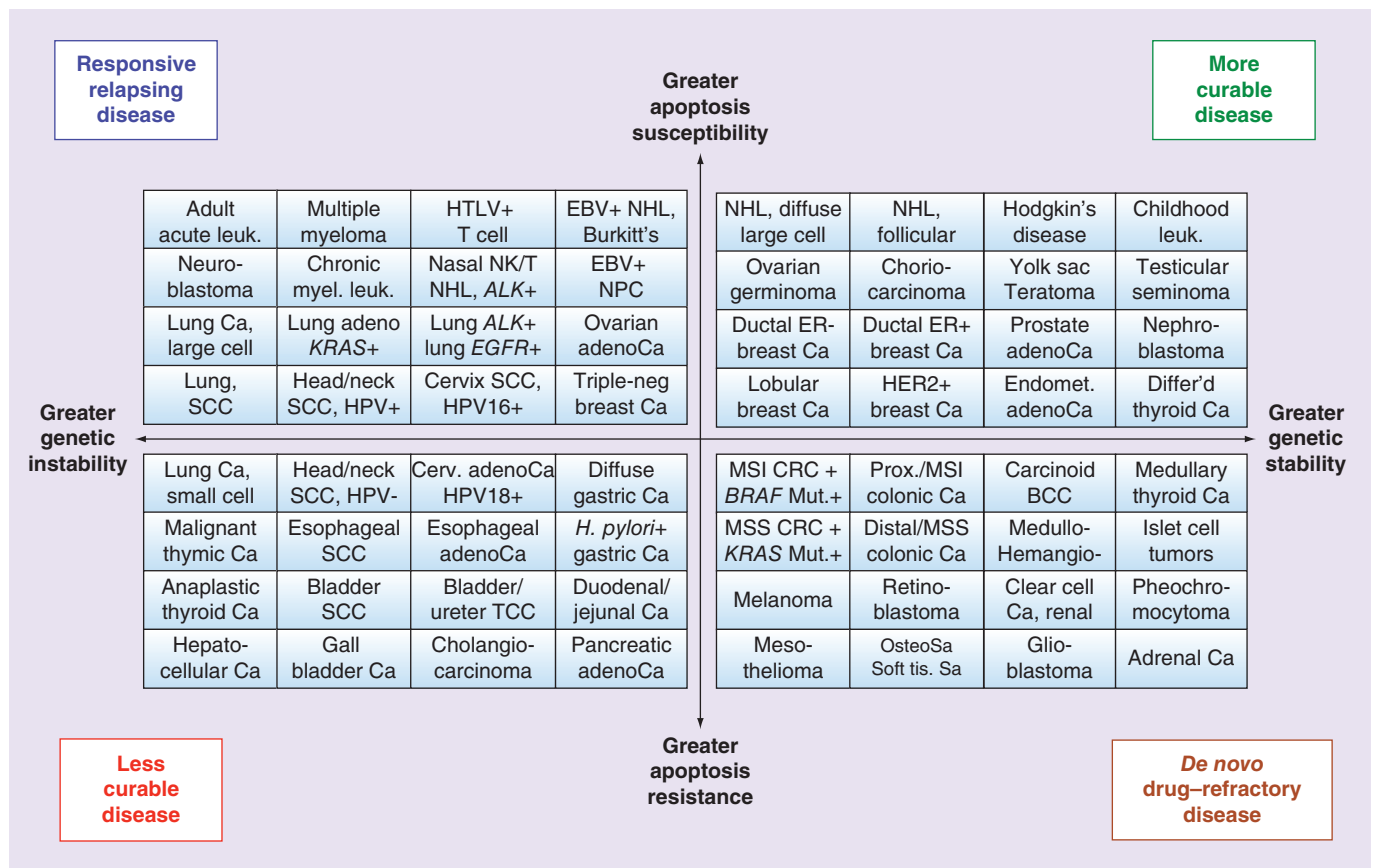 Responsive
relapsing
disease
Greater
apoptosis
susceptibility
More
curable
disease
Adult
acute leuk.
Multiple
myeloma
HTLV+
T cell
EBV+ NHL,
Burkitt's
Neuro-
blastoma
Chronic
myel. leuk.
Nasal NK/T
NHL, ALK+
EBV+
NPC
Lung Ca,
large cell
Lung adeno
KRAS+
Lung ALK+
lung EGFR+
Ovarian
adenoCa
Lung,
SCC
Head/neck
SCC, HPV+
Cervix SCC,
HPV16+
Triple-neg
breast Ca
NHL, diffuse
large cell
NHL,
follicular
Hodgkin's
disease
Childhood
leuk.
Ovarian
germinoma
Chorio-
carcinoma
Yolk sac
Teratoma
Testicular
seminoma
Ductal ER-
breast Ca
Ductal ER+
breast Ca
Prostate
adenoCa
Nephro-
blastoma
Lobular
breast Ca
HER2+
breast Ca
Endomet.
adenoCa
Differ'd
thyroid Ca
Greater
genetic
instability
Greater
genetic
stability
Lung Ca,
small cell
Head/neck
SCC, HPV-
Cerv. adenoCa
HPV18+
Diffuse
gastric Ca
Malignant
thymic Ca
Esophageal
SCC
Esophageal
adenoCa
H. pylori+
gastric Ca
Anaplastic
thyroid Ca
Bladder
SCC
Bladder/
ureter TCC
Duodenal/
jejunal Ca
Hepato-
cellular Ca
Gall
bladder Ca
Cholangio-
carcinoma
Pancreatic
adenoCa
MSI CRC +
BRAF Mut.+
Prox./MSI
colonic Ca
Carcinoid
BCC
Medullary
thyroid Ca
MSS CRC +
KRAS Mut.+
Distal/MSS
colonic Ca
Medullo-
Hemangio-
Islet cell
tumors
Melanoma
Retino-
blastoma
Clear cell
Ca, renal
Pheochro-
mocytoma
Meso-
thelioma
OsteoSa
Soft tis. Sa
Glio-
blastoma
Adrenal Ca
Less
curable
disease
Greater
apoptosis
resistance
De novo
drug–refractory
disease